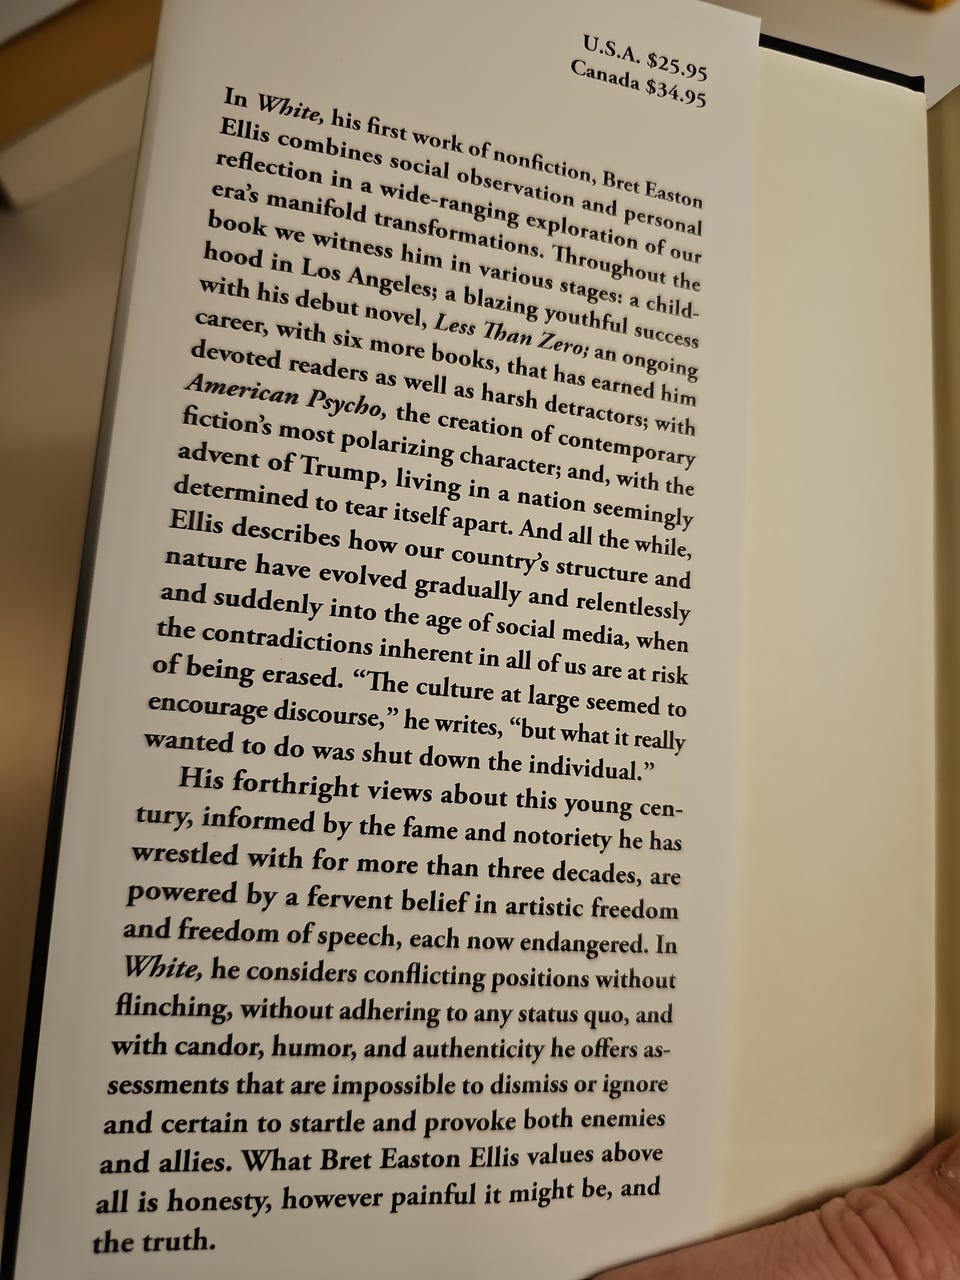 U.S.A. $25.95
Canada $34.95
In White, his first work of nonfiction, Bret Easton
Ellis combines social observation and personal
reflection in a wide-ranging exploration of our
era's manifold transformations. Throughout the
book we witness him in various stages: a child-
hood in Los Angeles; a blazing youthful success
with his debut novel, Less Than Zero; an ongoing
career, with six more books, that has earned him
devoted readers as well as harsh detractors; with
American Psycho, the creation of contemporary
fiction's most polarizing character; and, with the
advent of Trump, living in a nation seemingly
determined to tear itself apart. And all the while,
Ellis describes how our country's structure and
nature have evolved gradually and relentlessly
and suddenly into the age of social media, when
the contradictions inherent in all of us are at risk
of being erased. “The culture at large seemed to
encourage discourse,” he writes, “but what it really
wanted to do was shut down the individual.”
His forthright views about this young cen-
tury, informed by the fame and notoriety he has
wrestled with for more than three decades, are
powered by a fervent belief in artistic freedom
and freedom of speech, each now endangered. In
White, he considers conflicting positions without
flinching, without adhering to any status quo, and
with candor, humor, and authenticity he offers as-
sessments that are impossible to dismiss or ignore
and certain to startle and provoke both enemies
and allies. What Bret Easton Ellis values above
all is honesty, however painful it might be, and
the truth.